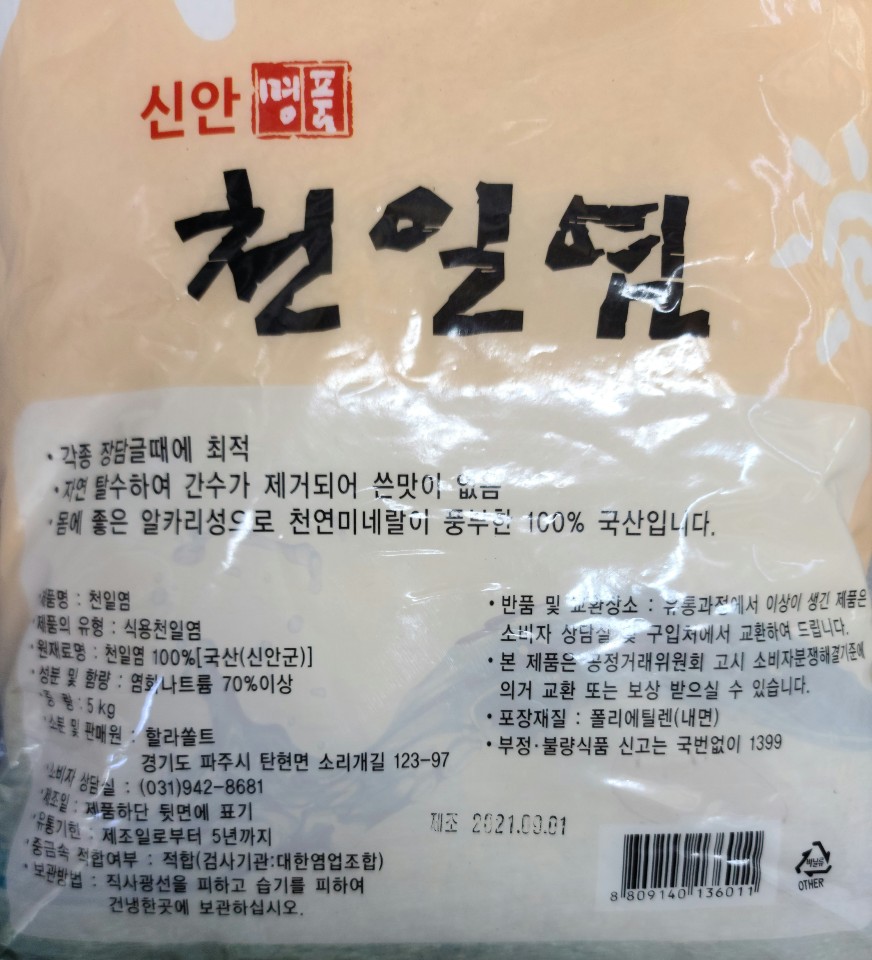 신안 명품
천일염
• 각종 장담글때에 최적
• 자연 탈수하여 간수가 제거되어 쓴맛이 없음
• 몸에 좋은 알카리성으로 천연미네랄이 풍부한 100% 국산입니다.
제품명 : 천일염
• 제품의 유형 : 식용천일염
• 원재료명 : 천일염 100%[국산(신안군)]
• 성분 및 함량 : 염화나트륨 70%이상
: 5kg
• 소분 및 판매원 : 할라쏠트
경기도 파주시 탄현면 소리개길 123-97
• 소비자 상담실 : (031)942-8681
• 제조일 : 제품하단 뒷면에 표기
• 유통기한 : 제조일로부터 5년까지
• 중금속 적합여부 : 적합(검사기관:대한염업조합)
• 보관방법 : 직사광선을 피하고 습기를 피하여
건냉한곳에 보관하십시오.
• 반품 및 교환장소 : 유통과정에서 이상이 생긴 제품은
소비자 상담실 및 구입처에서 교환하여 드립니다.
• 본 제품은 공정거래위원회 고시 소비자분쟁해결기준에
의거 교환 또는 보상 받으실 수 있습니다.
• 포장재질 : 폴리에틸렌(내면)
• 부정·불량식품 신고는 국번없이 1399
제조 2021.09.01
8 809140 136011
비닐류
OTHER